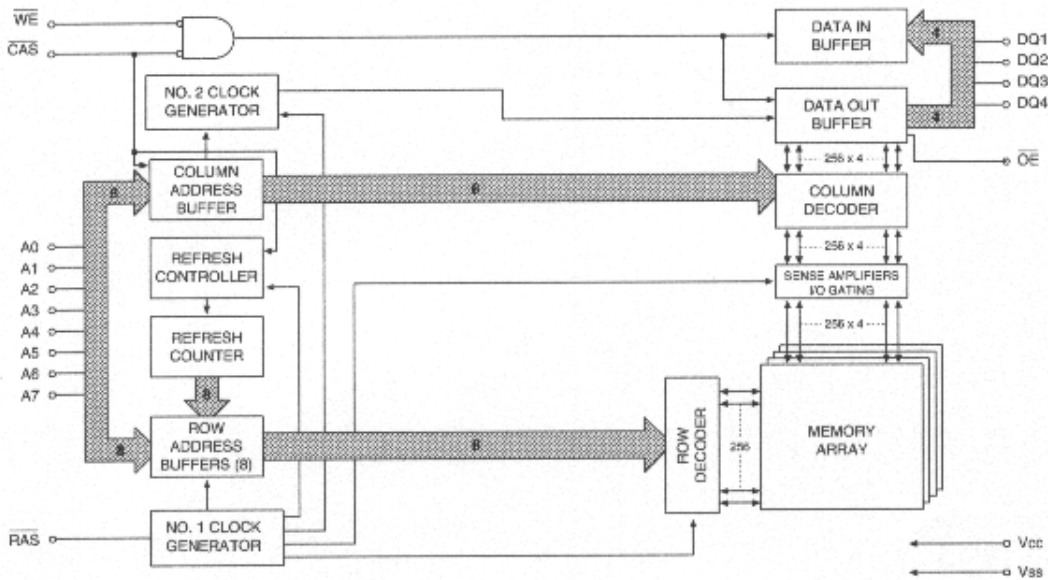 WE
CAS
NO. 2 CLOCK
GENERATOR
COLUMN
ADDRESS
BUFFER
REFRESH
CONTROLLER
REFRESH
COUNTER
ROW
ADDRESS
BUFFERS (8)
NO. 1 CLOCK
GENERATOR
RAS
A0
A1
A2
A3
A4
A5
A6
A7
8
8
8
8
8
DATA IN
BUFFER
DATA OUT
BUFFER
4
4
DQ1
DQ2
DQ3
DQ4
OE
256 x 4
COLUMN
DECODER
256 x 4
SENSE AMPLIFIERS
I/O GATING
256 x 4
ROW
DECODER
256
MEMORY
ARRAY
Vcc
Vss